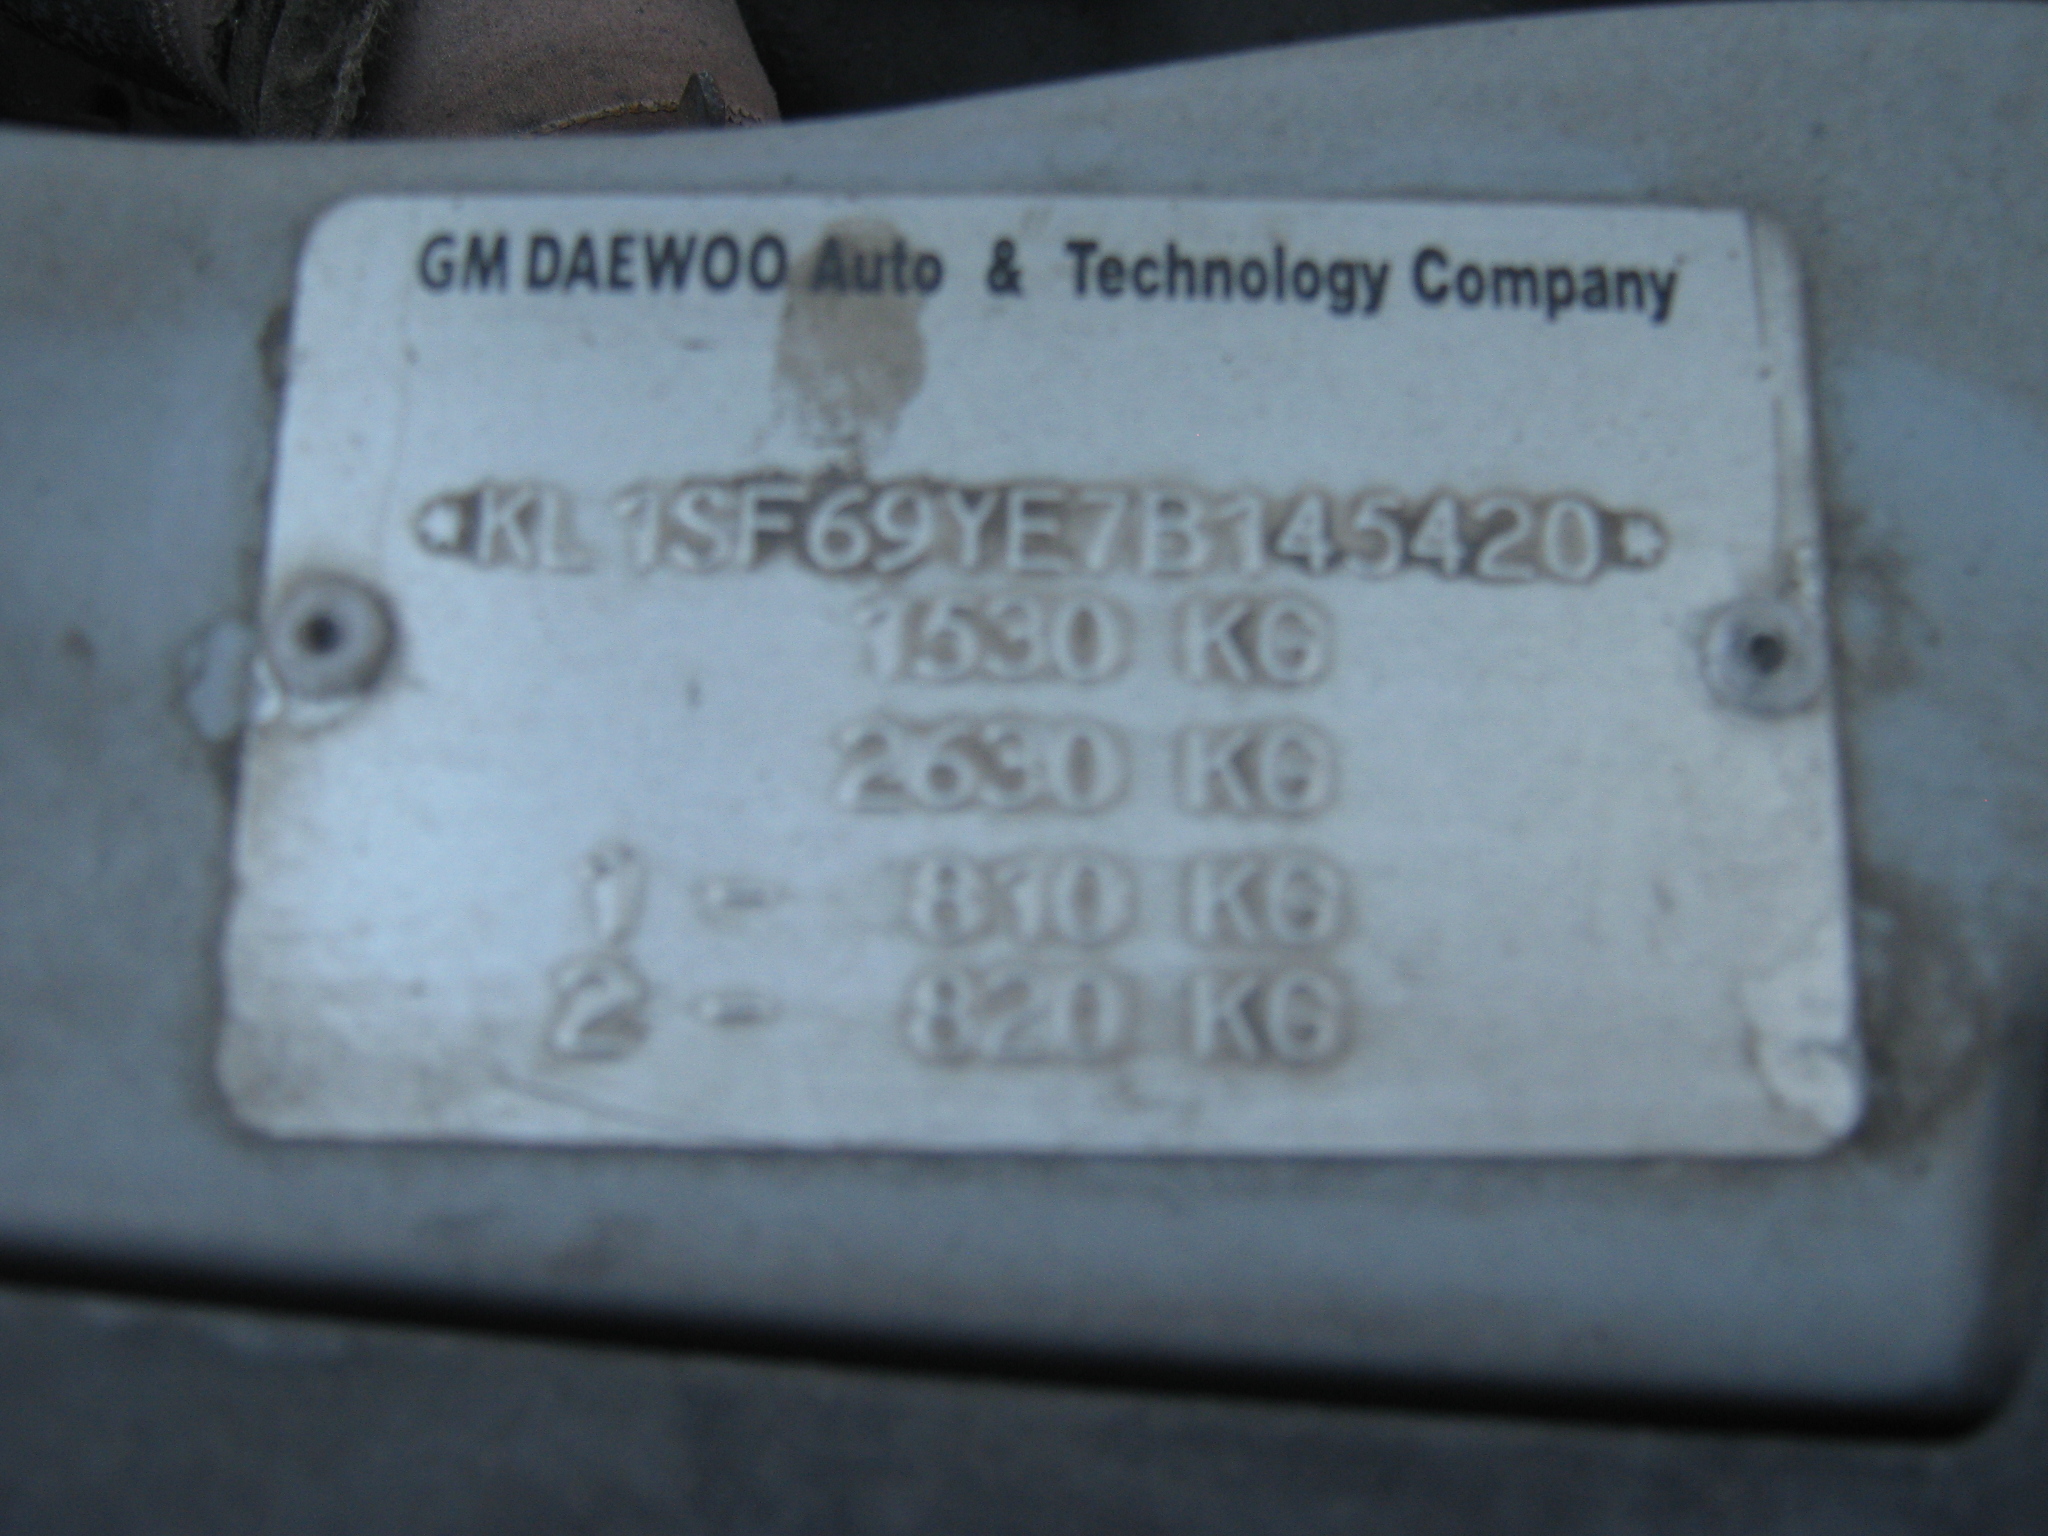 GM DAEWOO Auto & Technology Company
*KL1SF69YE7B145420*
1530 KG
2630 KG
1 - 810 KG
2 - 820 KG